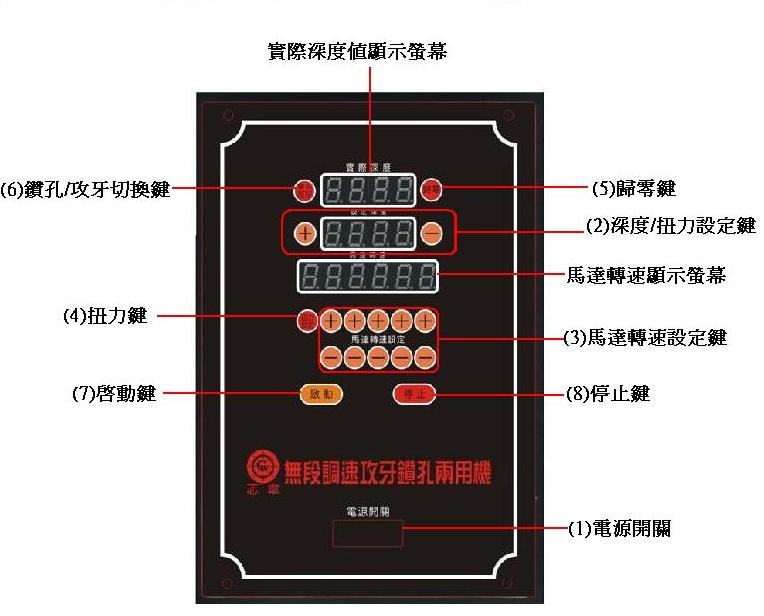 實際深度值顯示螢幕
實際深度
(6)鑽孔/攻牙切換鍵
(5)歸零鍵
(2)深度/扭力設定鍵
馬達轉速顯示螢幕
(4)扭力鍵
馬達轉速設定
(3)馬達轉速設定鍵
(7)啓動鍵
啟動
停止
(8)停止鍵
無段調速攻牙鑽孔兩用機
電源開關
(1)電源開關